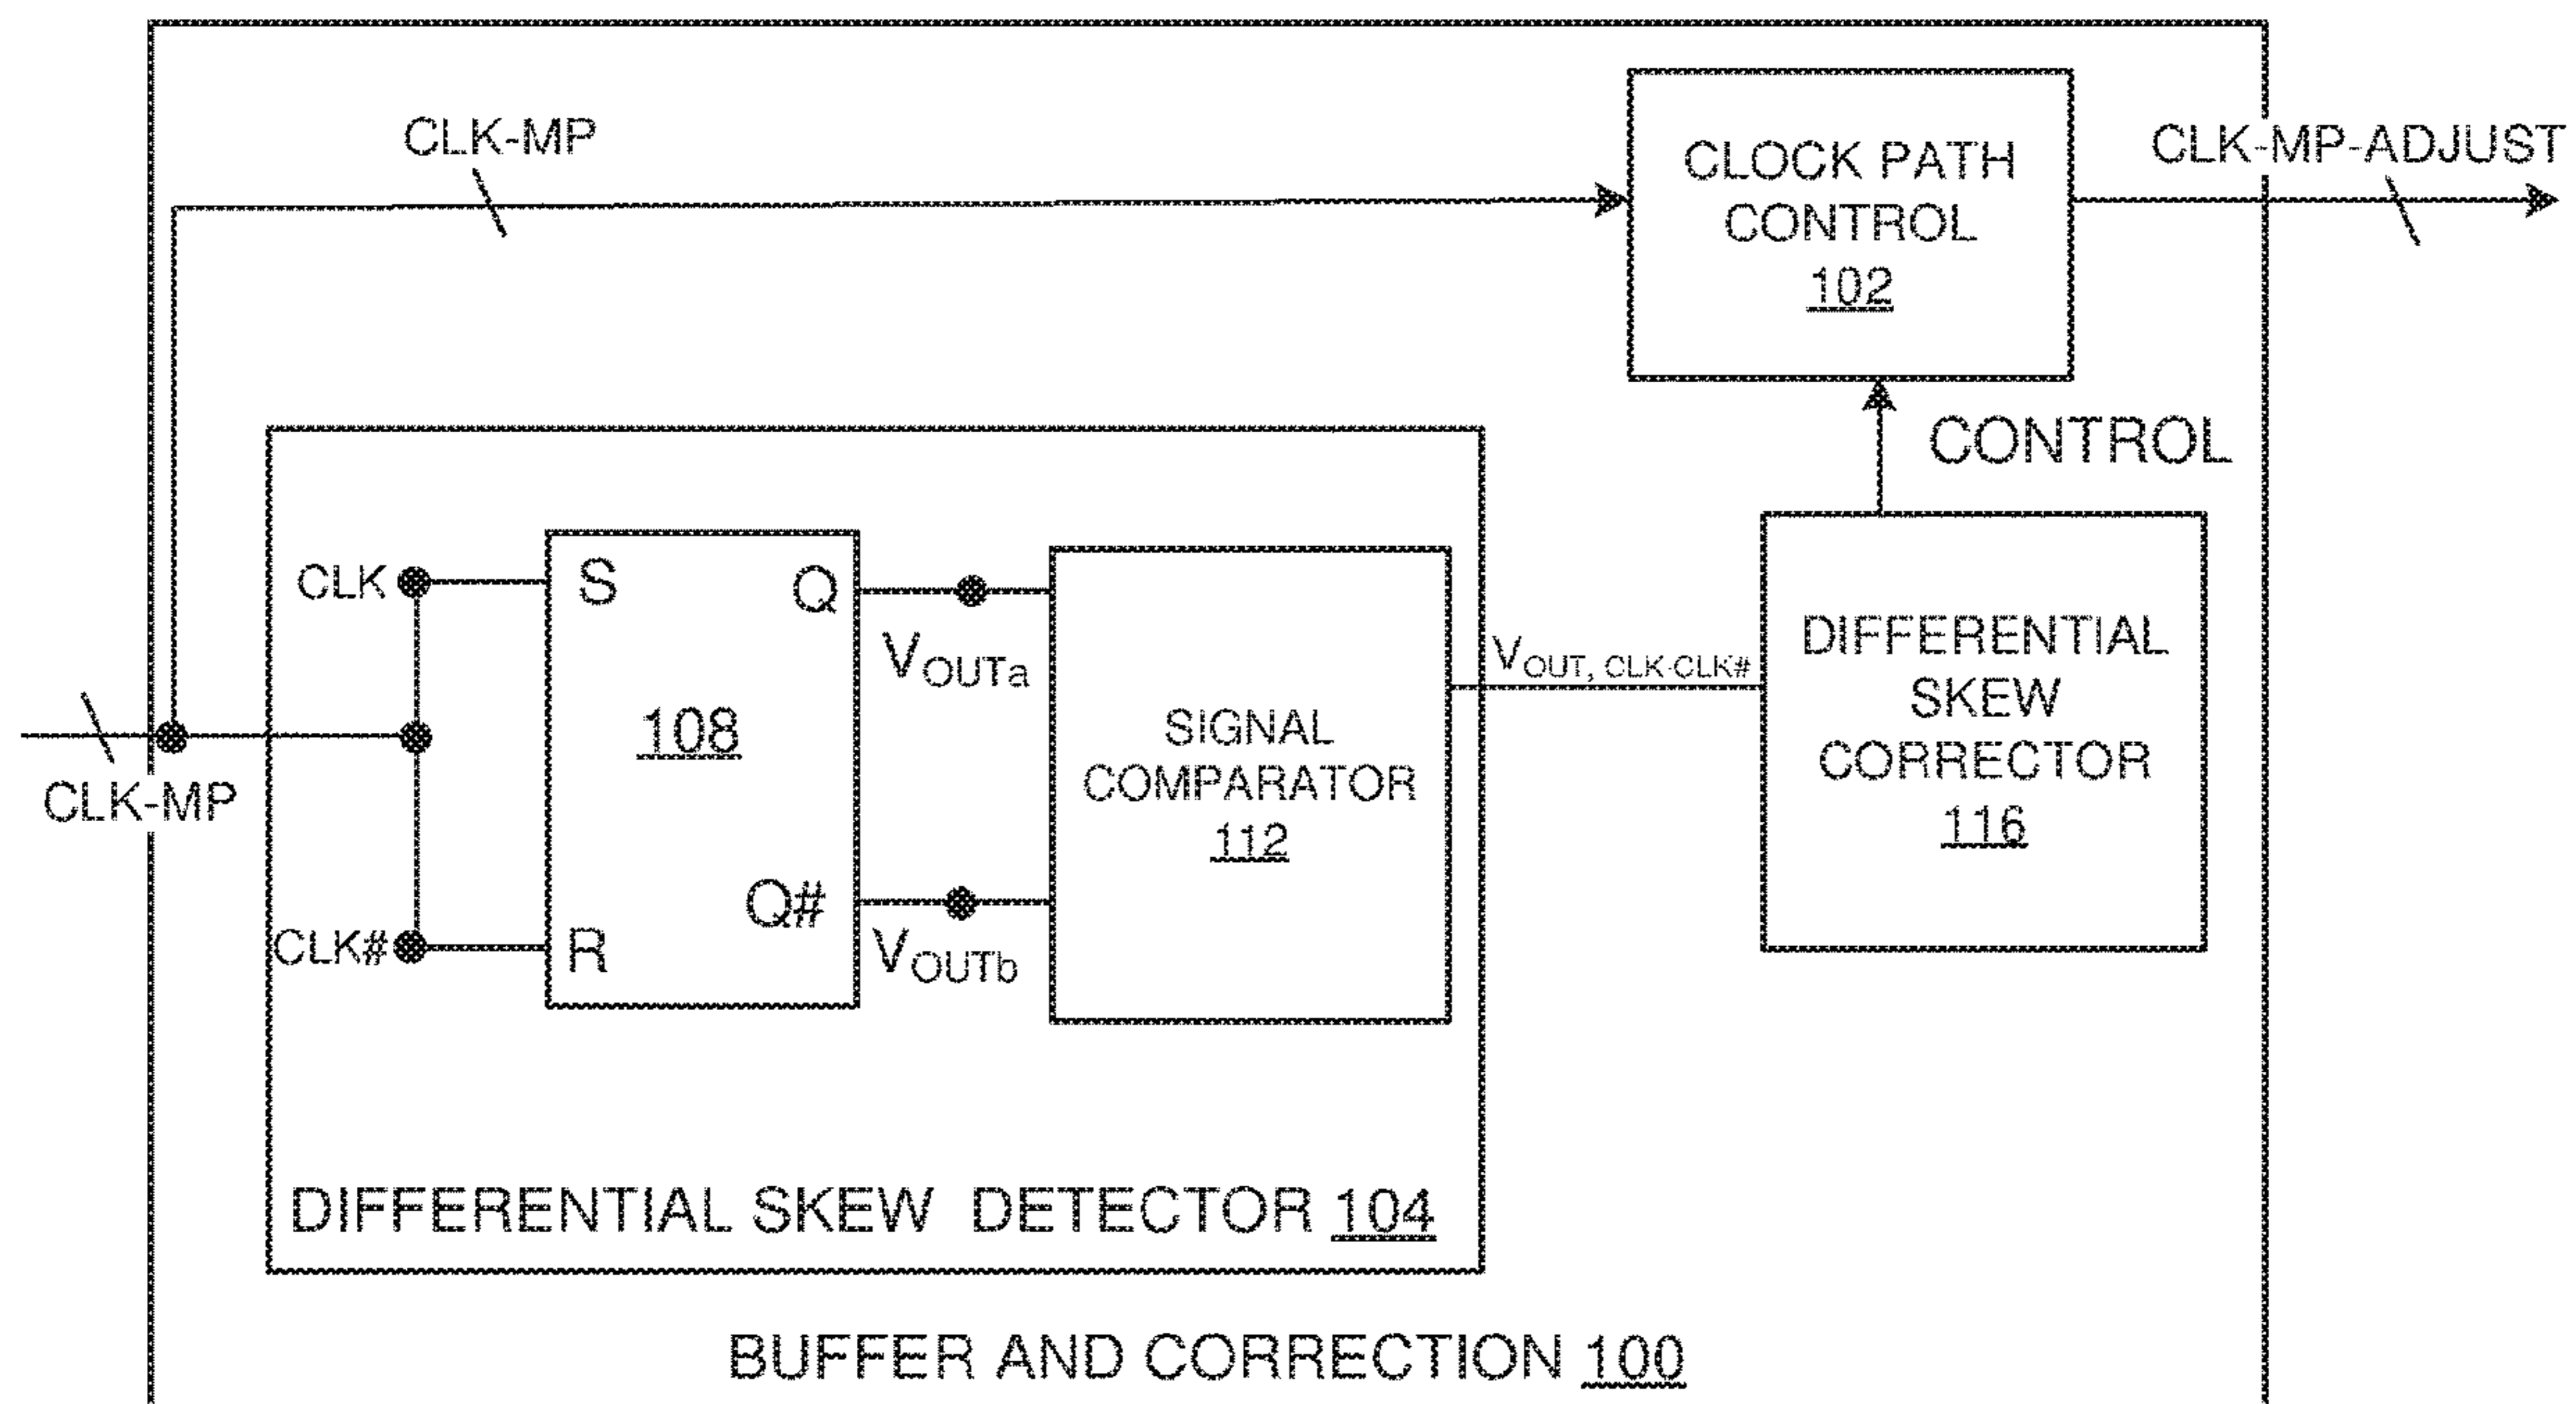 CLK-MP
CLOCK PATH
CONTROL
102
CLK-MP-ADJUST
CONTROL
CLK
S
Q
VOUTa
108
CLK-MP
CLK#
R
Q#
VOUTb
SIGNAL
COMPARATOR
112
VOUT, CLK-CLK#
DIFFERENTIAL
SKEW
CORRECTOR
116
DIFFERENTIAL SKEW DETECTOR 104
BUFFER AND CORRECTION 100